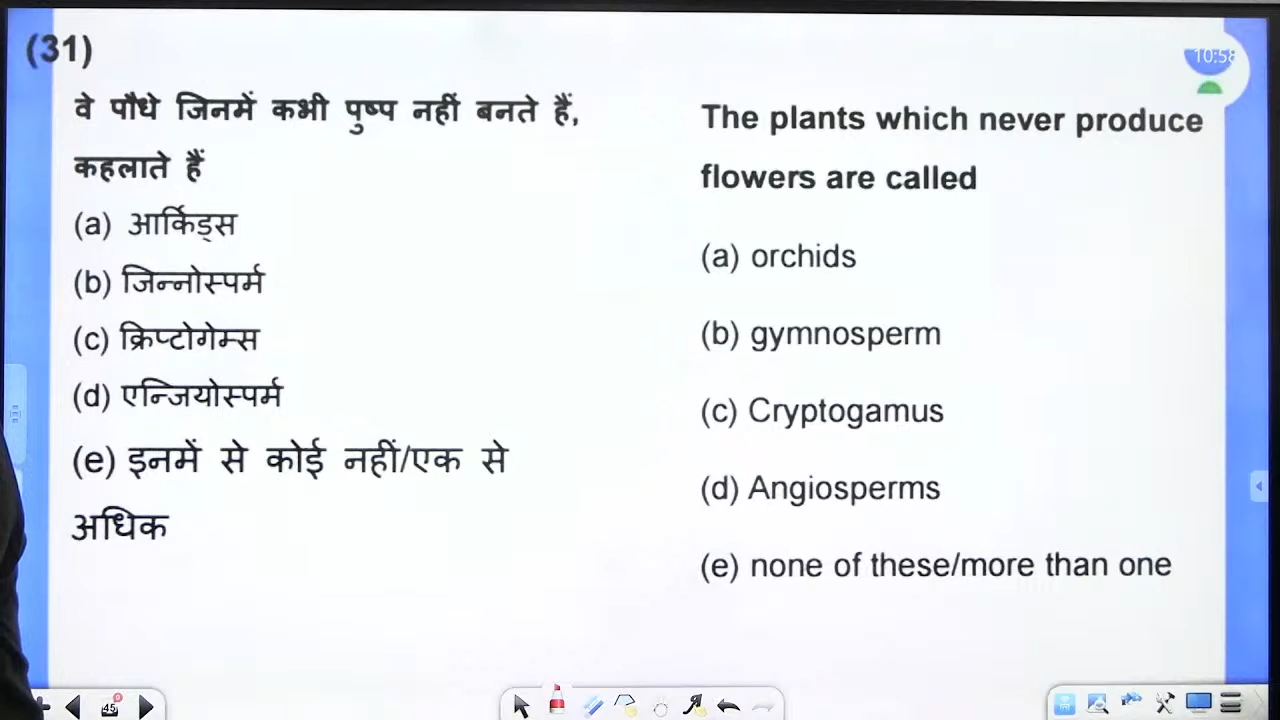 (31)
10:58
वे पौधे जिनमें कभी पुष्प नहीं बनते हैं,
कहलाते हैं
(a) आर्किड्स
(b) जिन्नोस्पर्म
(c) क्रिप्टोगेम्स
(d) एन्जियोस्पर्म
(e) इनमें से कोई नहीं/एक से
अधिक
The plants which never produce
flowers are called
(a) orchids
(b) gymnosperm
(c) Cryptogamus
(d) Angiosperms
(e) none of these/more than one
45